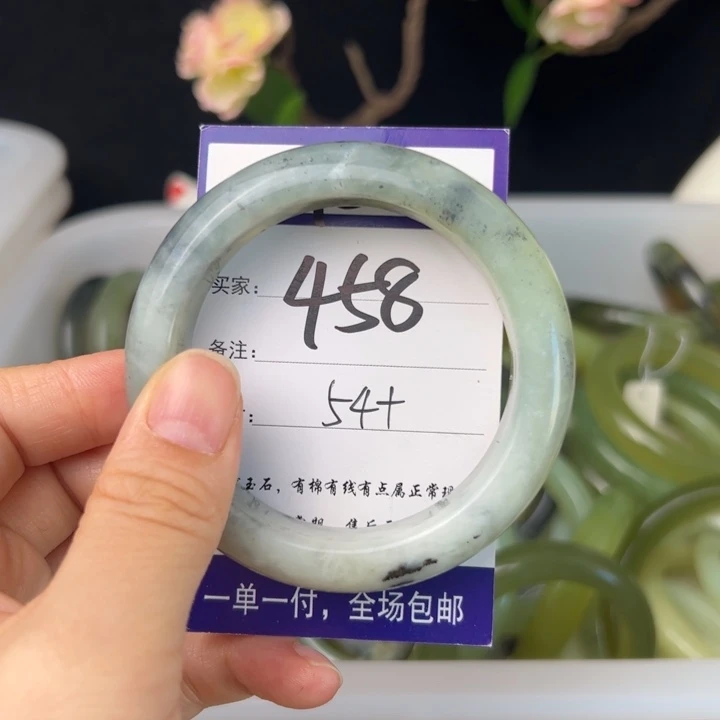 买家：
458
备注：
54+
玉石，有棉有线有点属正常现
一单一付，全场包邮